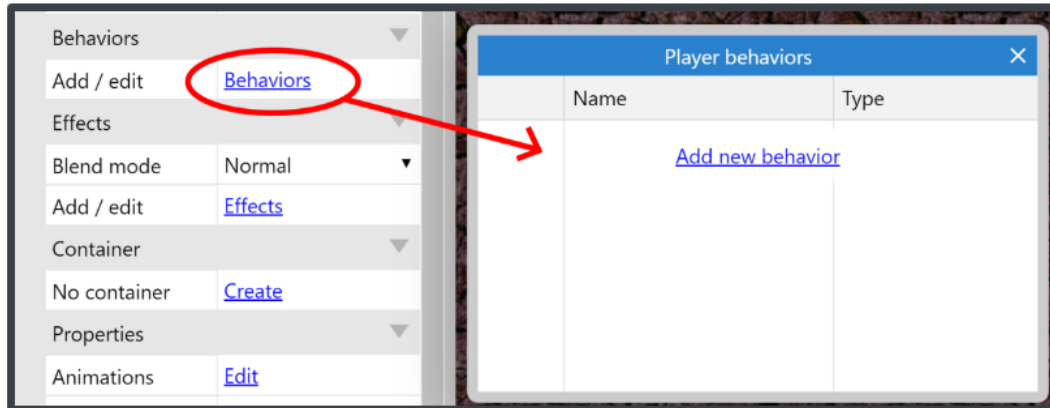 Behaviors
Add / edit Behaviors
Effects
Blend mode Normal
Add / edit Effects
Container
No container Create
Properties
Animations Edit
Player behaviors
Name Type
Add new behavior